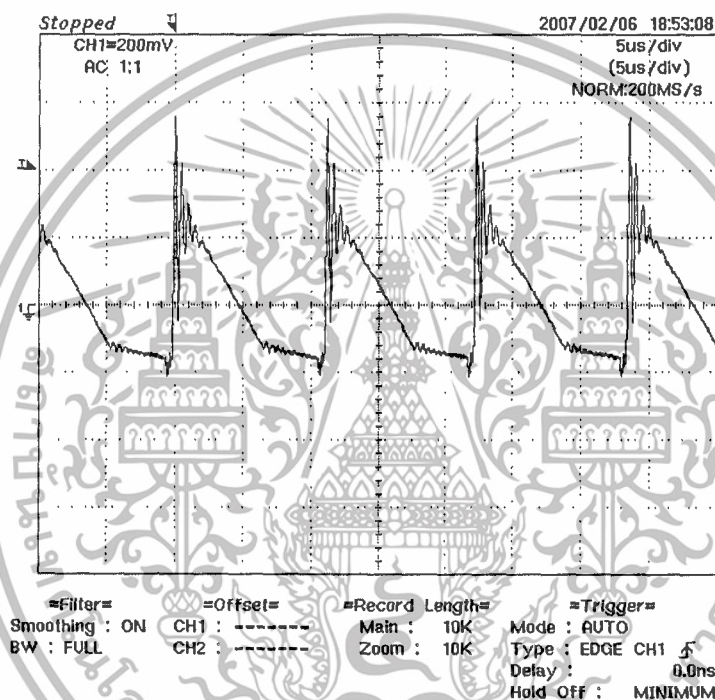 Stopped
2007/02/06 18:53:08
CH1=200mV
AC 1:1
5us/div
(5us/div)
NORM:200MS/s
=Filter=
Smoothing : ON
BW : FULL
=Offset=
CH1 : -------
CH2 : -------
=Record Length=
Main : 10K
Zoom : 10K
=Trigger=
Mode : AUTO
Type : EDGE CH1
Delay : 0.0ns
Hold Off : MINIMUM